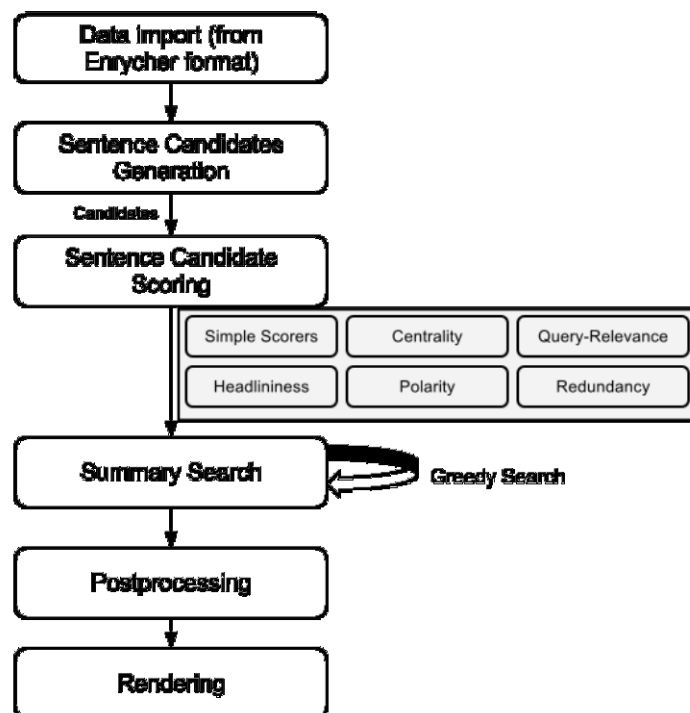 Data Import (from
Enrycher format)
Sentence Candidates
Generation
Candidates
Sentence Candidate
Scoring
Simple Scorers
Centrality
Query-Relevance
Headlininess
Polarity
Redundancy
Summary Search
Greedy Search
Postprocessing
Rendering